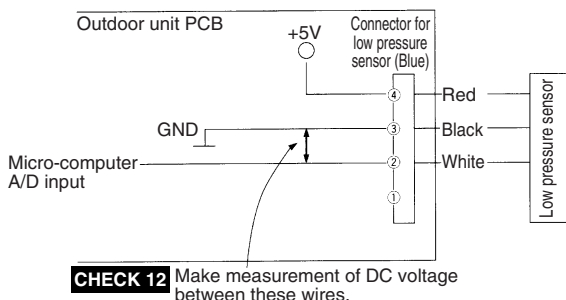 Outdoor unit PCB
+5V
Connector for
low pressure
sensor (Blue)
④ Red
GND
③ Black
Micro-computer
A/D input
② White
①
Low pressure sensor
CHECK 12 Make measurement of DC voltage
between these wires.